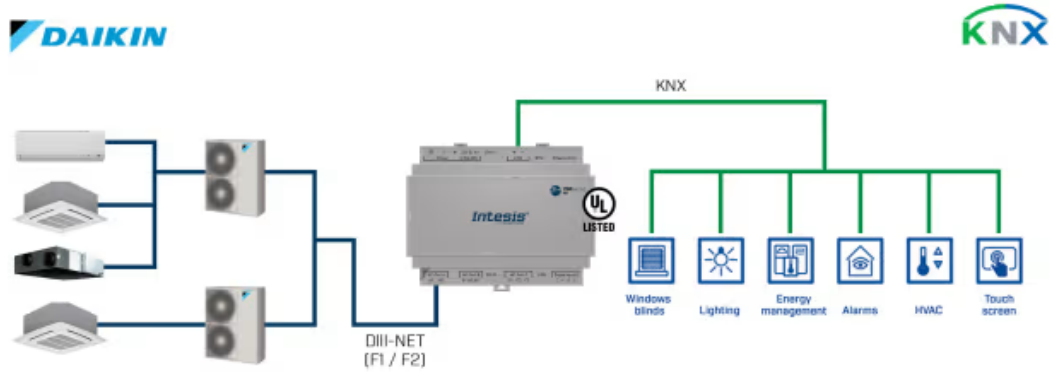 DAIKIN
KNX
KNX
Intesis
UL
LISTED
Windows
blinds
Lighting
Energy
management
Alarms
HVAC
Touch
screen
DIII-NET
(F1 / F2)